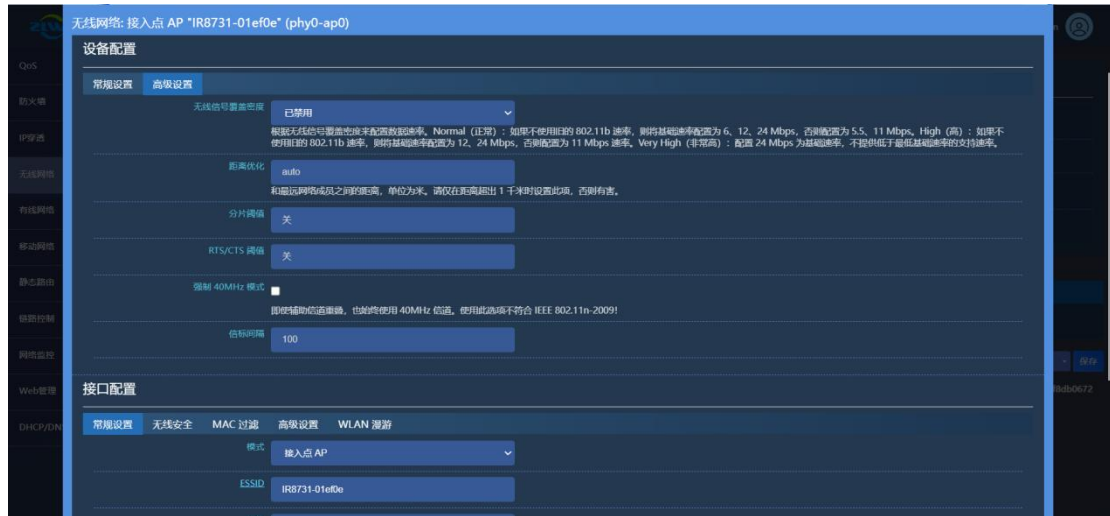 无线网络: 接入点 AP "IR8731-01ef0e" (phy0-ap0)
设备配置
常规设置 高级设置
无线信号覆盖密度 已禁用
根据无线信号覆盖密度来配置数据速率。Normal（正常）：如果不使用旧的 802.11b 速率，则将基础速率配置为 6、12、24 Mbps，否则配置为 5.5、11 Mbps。High（高）：如果不
使用旧的 802.11b 速率，则将基础速率配置为 12、24 Mbps，否则配置为 11 Mbps 速率。Very High（非常高）：配置 24 Mbps 为基础速率，不提供低于最低基础速率的支持速率。
距离优化 auto
和最远网络成员之间的距离，单位为米。请仅在距离超出 1 千米时设置此项，否则有害。
分片阈值 关
RTS/CTS 阈值 关
强制 40MHz 模式
即使辅助信道重叠，也始终使用 40MHz 信道。使用此选项不符合 IEEE 802.11n-2009!
信标间隔 100
接口配置
常规设置 无线安全 MAC 过滤 高级设置 WLAN 漫游
模式 接入点 AP
ESSID IR8731-01ef0e
QoS
防火墙
IP穿透
无线网络
有线网络
移动网络
静态路由
链路控制
网络监控
Web管理
DHCP/DN
保存
f8db0672